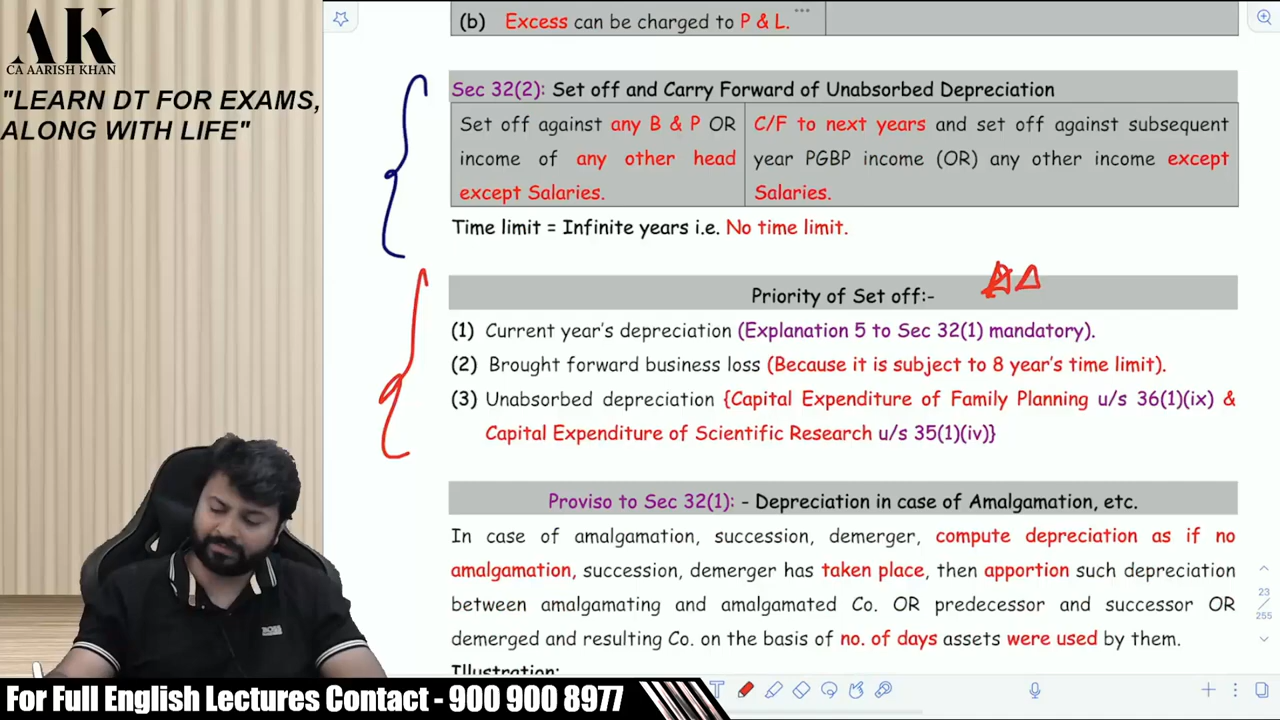 AK
CA AARISH KHAN
"LEARN DT FOR EXAMS,
ALONG WITH LIFE"
(b) Excess can be charged to P & L.
Sec 32(2): Set off and Carry Forward of Unabsorbed Depreciation
Set off against any B & P OR
income of any other head
except Salaries.
C/F to next years and set off against subsequent
year PGBP income (OR) any other income except
Salaries.
Time limit = Infinite years i.e. No time limit.
Priority of Set off:-
(1) Current year's depreciation (Explanation 5 to Sec 32(1) mandatory).
(2) Brought forward business loss (Because it is subject to 8 year's time limit).
(3) Unabsorbed depreciation {Capital Expenditure of Family Planning u/s 36(1)(ix) &
Capital Expenditure of Scientific Research u/s 35(1)(iv)}
Proviso to Sec 32(1): - Depreciation in case of Amalgamation, etc.
In case of amalgamation, succession, demerger, compute depreciation as if no
amalgamation, succession, demerger has taken place, then apportion such depreciation
between amalgamating and amalgamated Co. OR predecessor and successor OR
demerged and resulting Co. on the basis of no. of days assets were used by them.
Illustration:
23
255
For Full English Lectures Contact - 900 900 8977